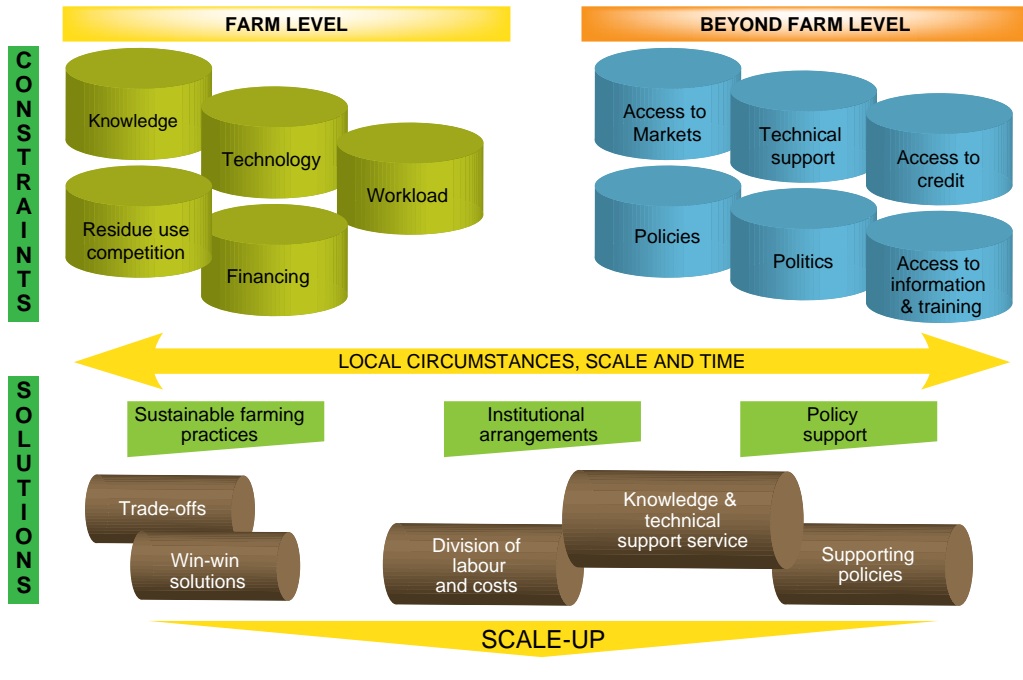 FARM LEVEL
BEYOND FARM LEVEL
CONSTRAINTS
Knowledge
Technology
Workload
Residue use
competition
Financing
Access to
Markets
Technical
support
Access to
credit
Policies
Politics
Access to
information
& training
LOCAL CIRCUMSTANCES, SCALE AND TIME
SOLUTIONS
Sustainable farming
practices
Institutional
arrangements
Policy
support
Trade-offs
Win-win
solutions
Division of
labour
and costs
Knowledge &
technical
support service
Supporting
policies
SCALE-UP